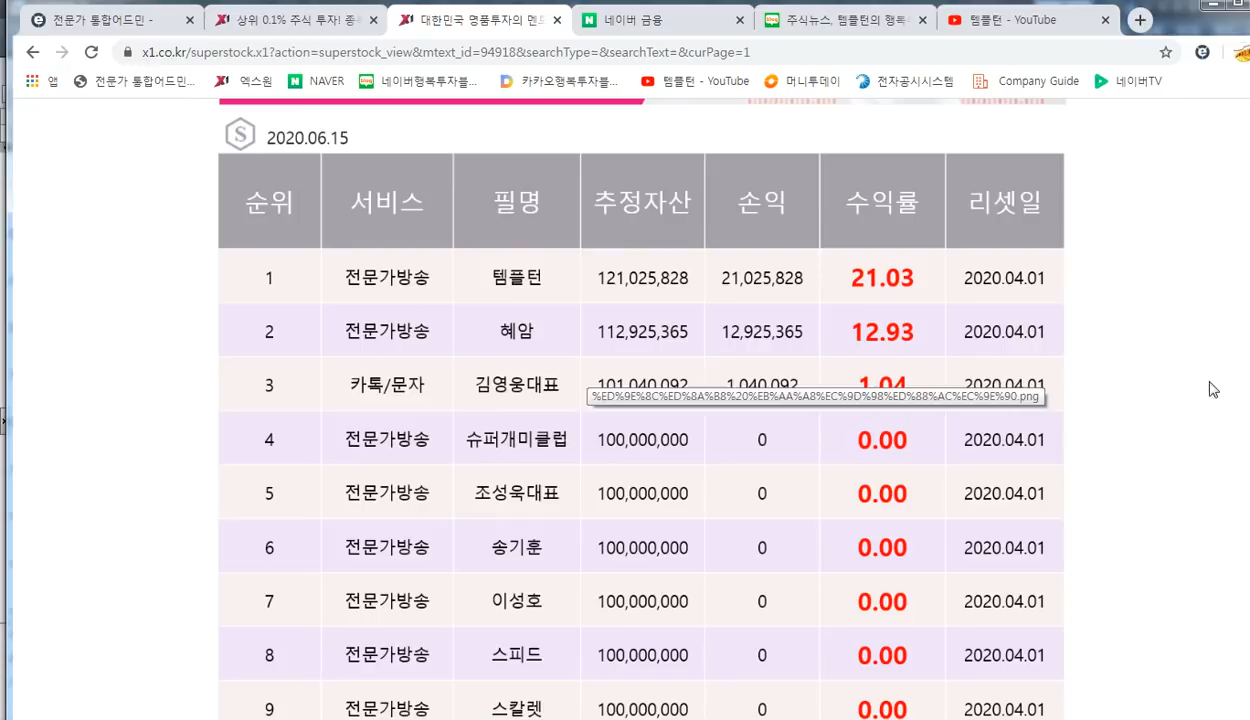 전문가 통합어드민 -
상위 0.1% 주식 투자! 종
대한민국 명품투자의 멘
네이버 금융
주식뉴스, 템플턴의 행복
템플턴 - YouTube
x1.co.kr/superstock.x1?action=superstock_view&mtext_id=94918&searchType=&searchText=&curPage=1
앱 전문가 통합어드민... 엑스원 NAVER 네이버행복투자블... 카카오행복투자블... 템플턴 - YouTube 머니투데이 전자공시시스템 Company Guide 네이버TV
2020.06.15
순위 서비스 필명 추정자산 손익 수익률 리셋일
1 전문가방송 템플턴 121,025,828 21,025,828 21.03 2020.04.01
2 전문가방송 혜암 112,925,365 12,925,365 12.93 2020.04.01
3 카톡/문자 김영웅대표 101,040,092 1,040,092 1.04 2020.04.01
%ED%9E%8C%ED%8A%B8%20%EB%AA%A8%EC%9D%98%ED%88%AC%EC%9E%90.png
4 전문가방송 슈퍼개미클럽 100,000,000 0 0.00 2020.04.01
5 전문가방송 조성욱대표 100,000,000 0 0.00 2020.04.01
6 전문가방송 송기훈 100,000,000 0 0.00 2020.04.01
7 전문가방송 이성호 100,000,000 0 0.00 2020.04.01
8 전문가방송 스피드 100,000,000 0 0.00 2020.04.01
9 전문가방송 스칼렛 100,000,000 0 0.00 2020.04.01